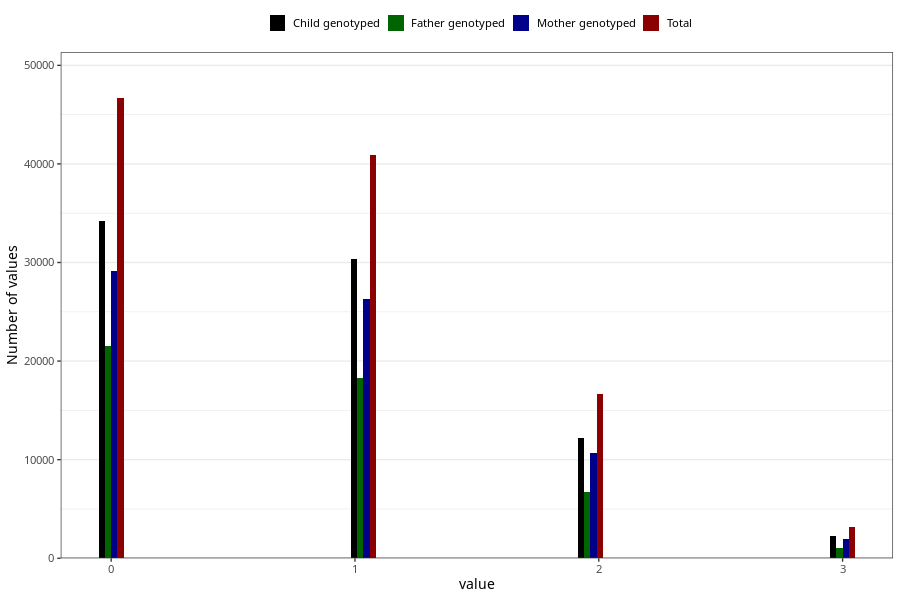 Child genotyped Father genotyped Mother genotyped Total
50000
40000
30000
20000
10000
0
Number of values
0 1 2 3
value